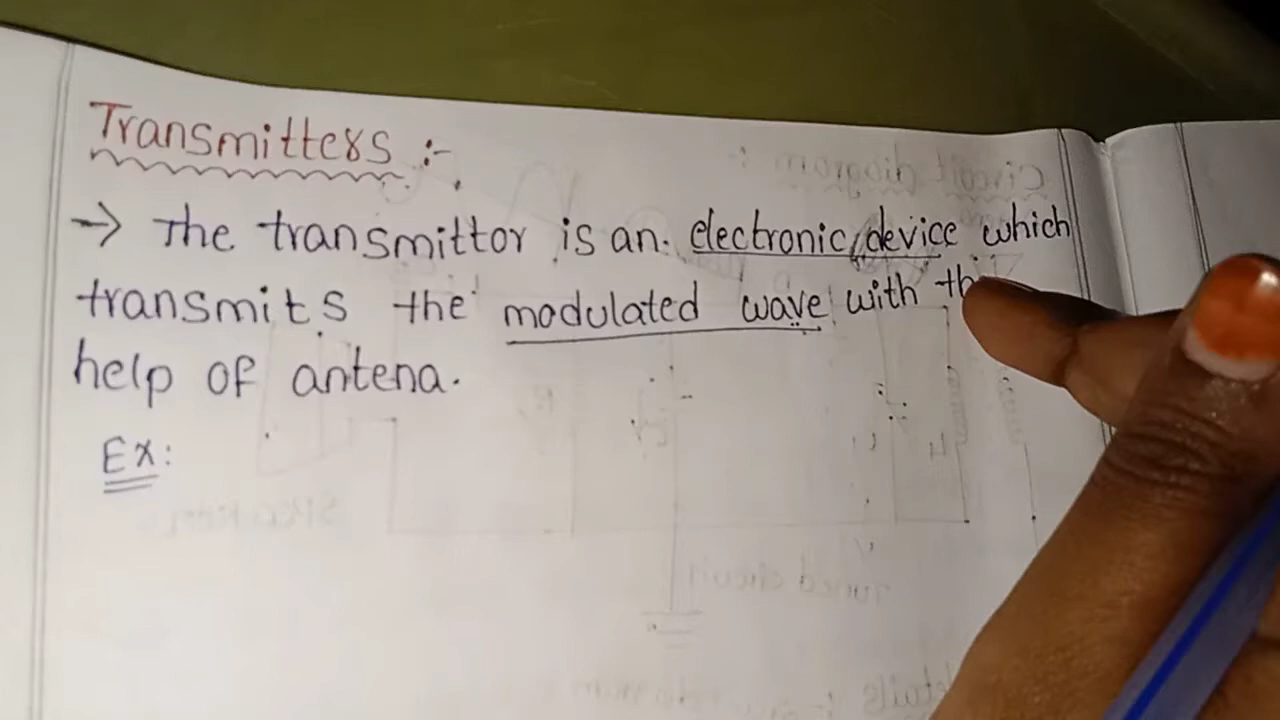 Transmitters :-
→ The transmittor is an electronic device which
transmits the modulated wave with
help of antena.
Ex: